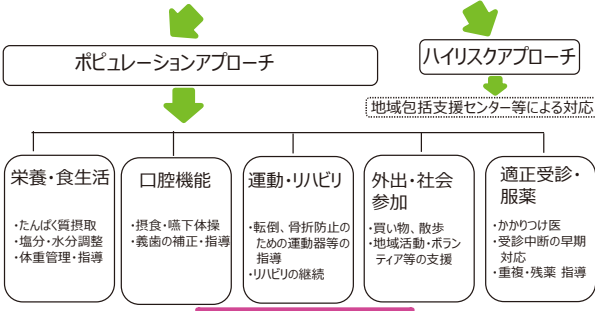 ポピュレーションアプローチ
ハイリスクアプローチ
地域包括支援センター等による対応
栄養・食生活
・たんぱく質摂取
・塩分・水分調整
・体重管理・指導
口腔機能
・摂食・嚥下体操
・義歯の補正・指導
運動・リハビリ
・転倒、骨折防止の
ための運動器等の
指導
・リハビリの継続
外出・社会
参加
・買い物、散歩
・地域活動・ボラン
ティア等の支援
適正受診・
服薬
・かかりつけ医
・受診中断の早期
対応
・重複・残薬 指導